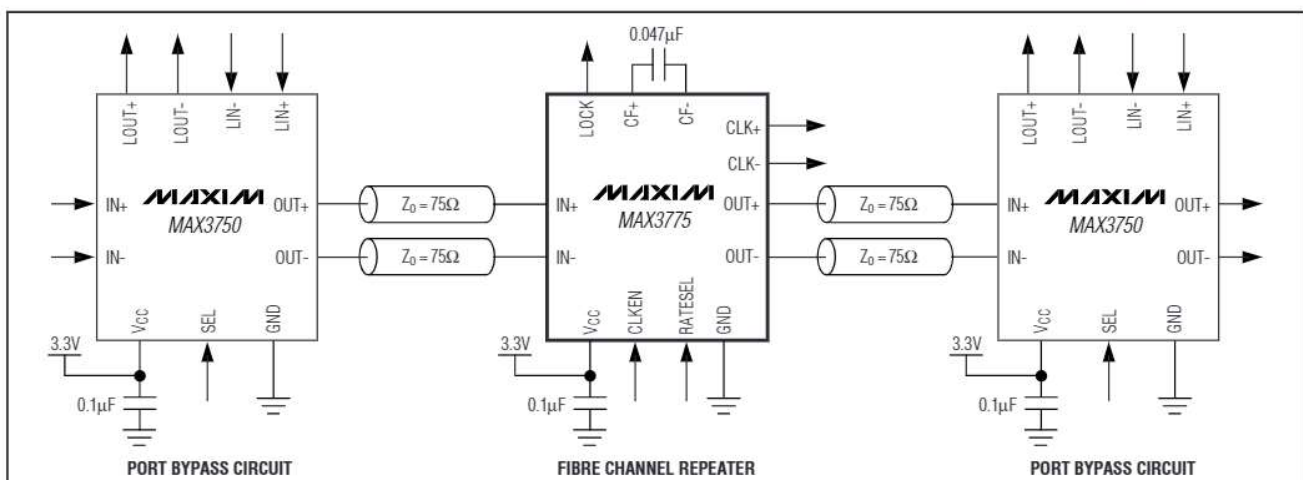 0.047µF
LOUT+ LOUT- LIN- LIN+
LOCK CF+ CF-
LOUT+ LOUT- LIN- LIN+
CLK+
CLK-
IN+ MAXIM OUT+
MAX3750
IN- OUT-
Z0 = 75Ω
Z0 = 75Ω
IN+ MAXIM OUT+
MAX3775
IN- OUT-
Z0 = 75Ω
Z0 = 75Ω
IN+ MAXIM OUT+
MAX3750
IN- OUT-
VCC SEL GND
VCC CLKEN RATESEL GND
VCC SEL GND
3.3V
3.3V
3.3V
0.1µF
0.1µF
0.1µF
PORT BYPASS CIRCUIT
FIBRE CHANNEL REPEATER
PORT BYPASS CIRCUIT